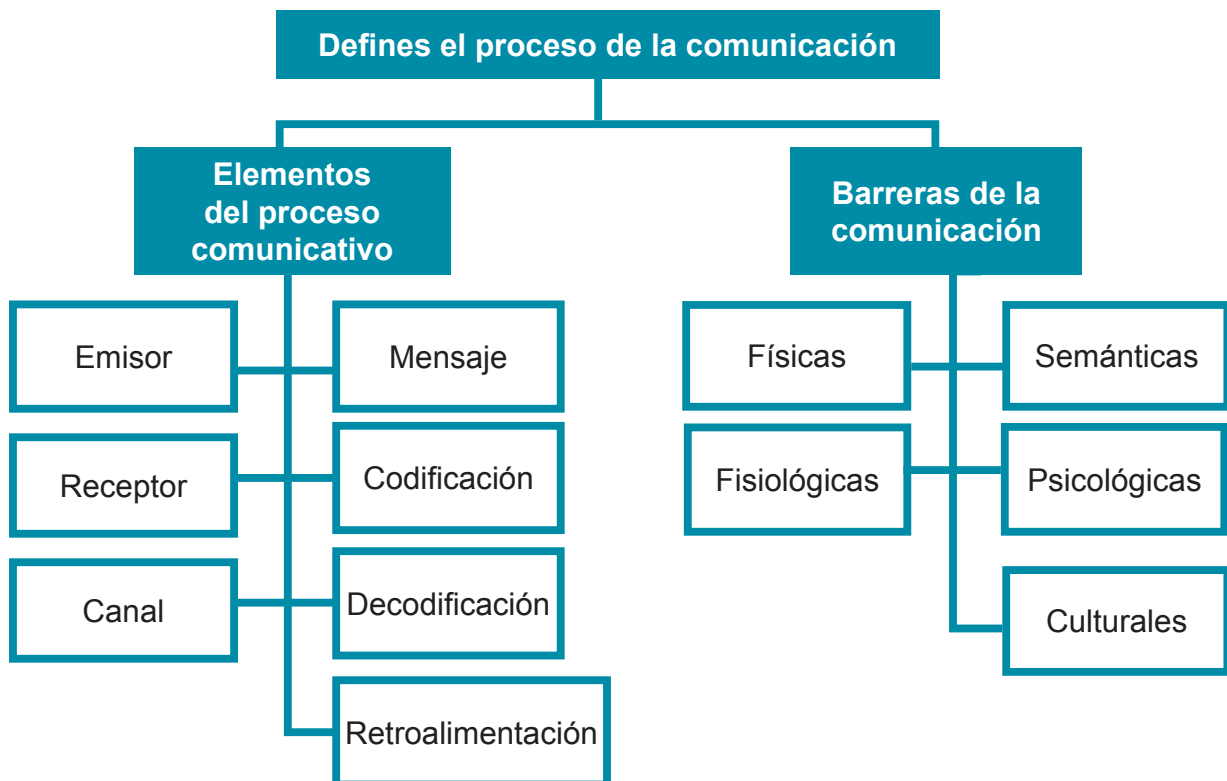 Defines el proceso de la comunicación
Elementos
del proceso
comunicativo
Barreras de la
comunicación
Emisor
Mensaje
Receptor
Codificación
Canal
Decodificación
Retroalimentación
Físicas
Semánticas
Fisiológicas
Psicológicas
Culturales